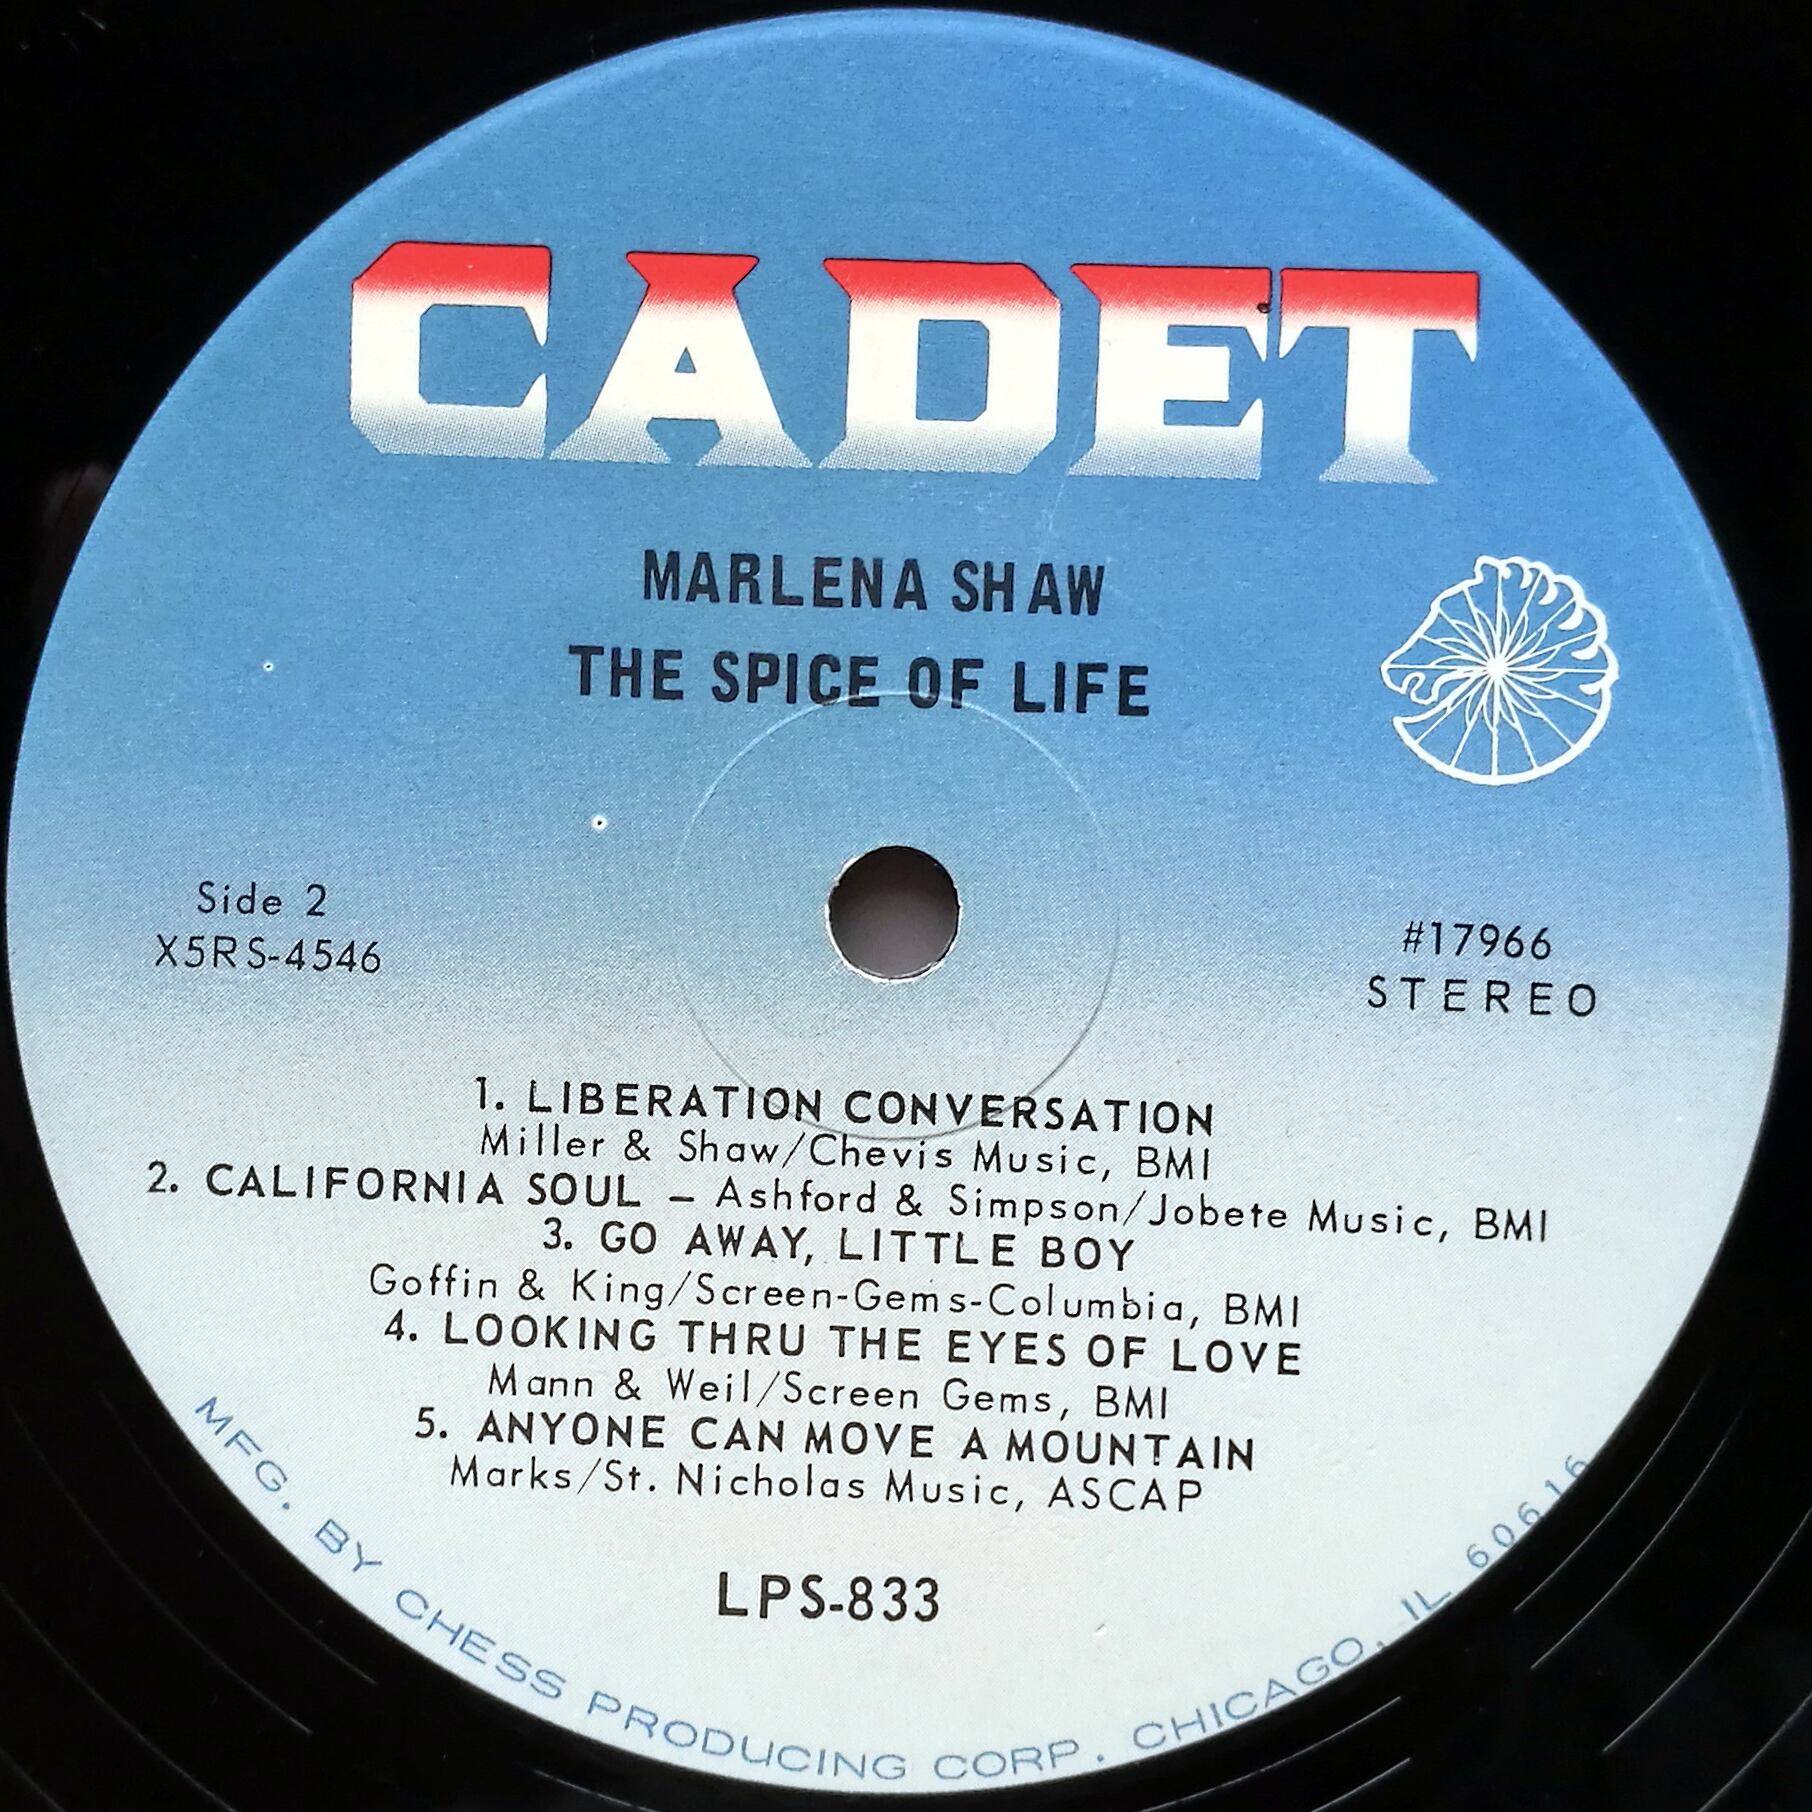 CADET
MARLENA SHAW
THE SPICE OF LIFE
Side 2
X5RS-4546
#17966
STEREO
1. LIBERATION CONVERSATION
Miller & Shaw/Chevis Music, BMI
2. CALIFORNIA SOUL – Ashford & Simpson/Jobete Music, BMI
3. GO AWAY, LITTLE BOY
Goffin & King/Screen-Gems-Columbia, BMI
4. LOOKING THRU THE EYES OF LOVE
Mann & Weil/Screen Gems, BMI
5. ANYONE CAN MOVE A MOUNTAIN
Marks/St. Nicholas Music, ASCAP
LPS-833
MFG. BY CHESS PRODUCING CORP. CHICAGO, IL 60616